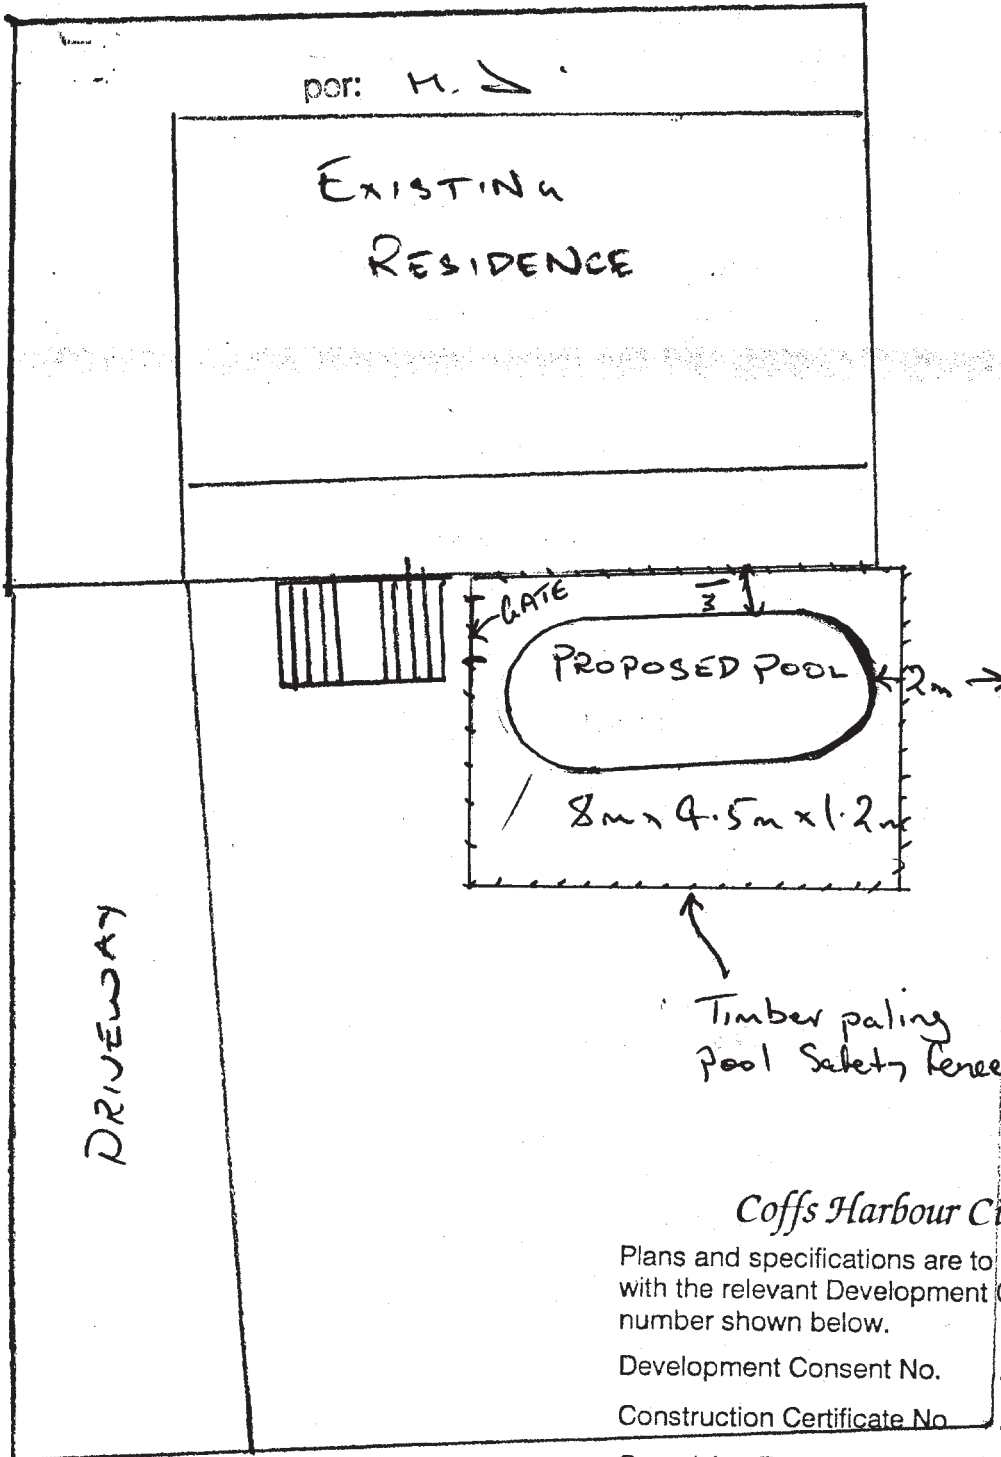 por: H.
EXISTING
RESIDENCE
GATE
1m
PROPOSED POOL
2m
8m x 4.5m x 1.2m
DRIVEWAY
Timber paling
pool Safety fence
Coffs Harbour Ci
Plans and specifications are to
with the relevant Development
number shown below.
Development Consent No.
Construction Certificate No